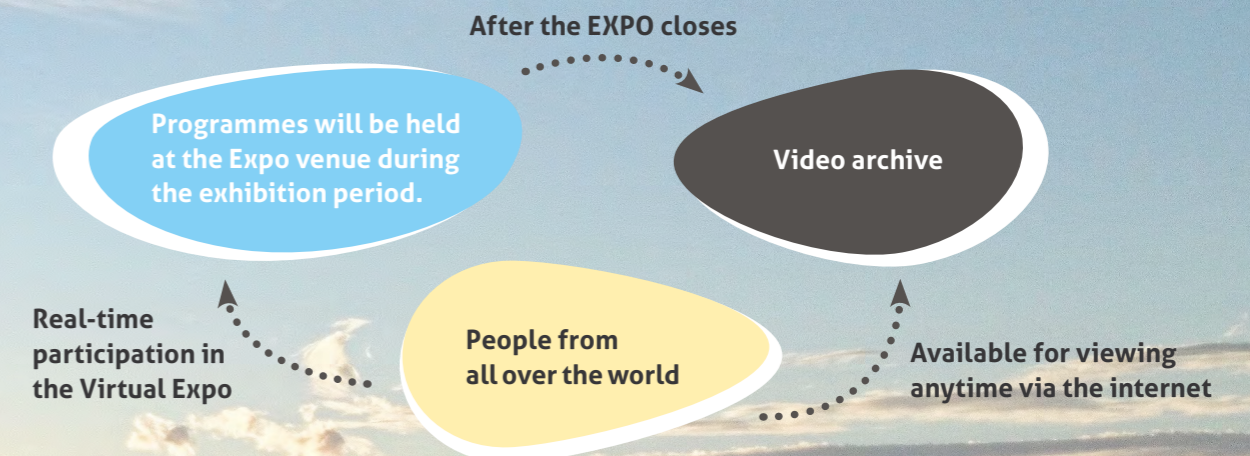 After the EXPO closes
Programmes will be held
at the Expo venue during
the exhibition period.
Video archive
Real-time
participation in
the Virtual Expo
People from
all over the world
Available for viewing
anytime via the internet